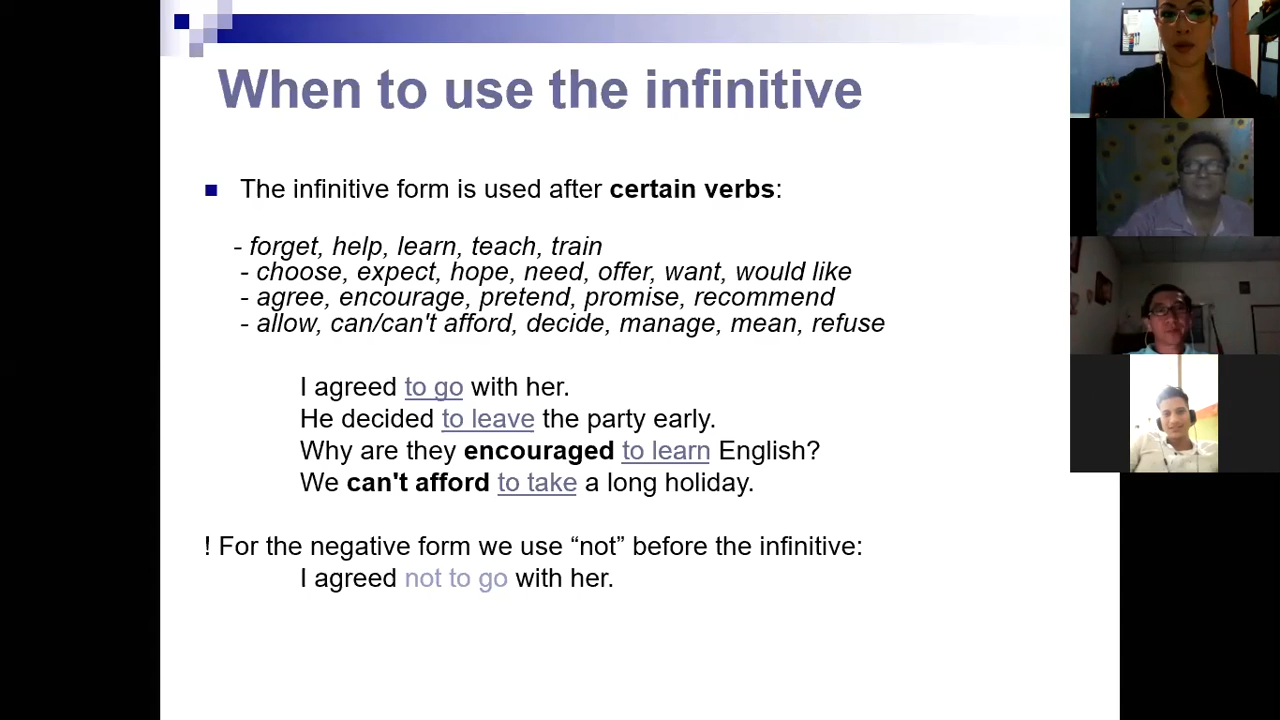 When to use the infinitive
The infinitive form is used after certain verbs:
- forget, help, learn, teach, train
- choose, expect, hope, need, offer, want, would like
- agree, encourage, pretend, promise, recommend
- allow, can/can't afford, decide, manage, mean, refuse
I agreed to go with her.
He decided to leave the party early.
Why are they encouraged to learn English?
We can't afford to take a long holiday.
! For the negative form we use “not” before the infinitive:
I agreed not to go with her.